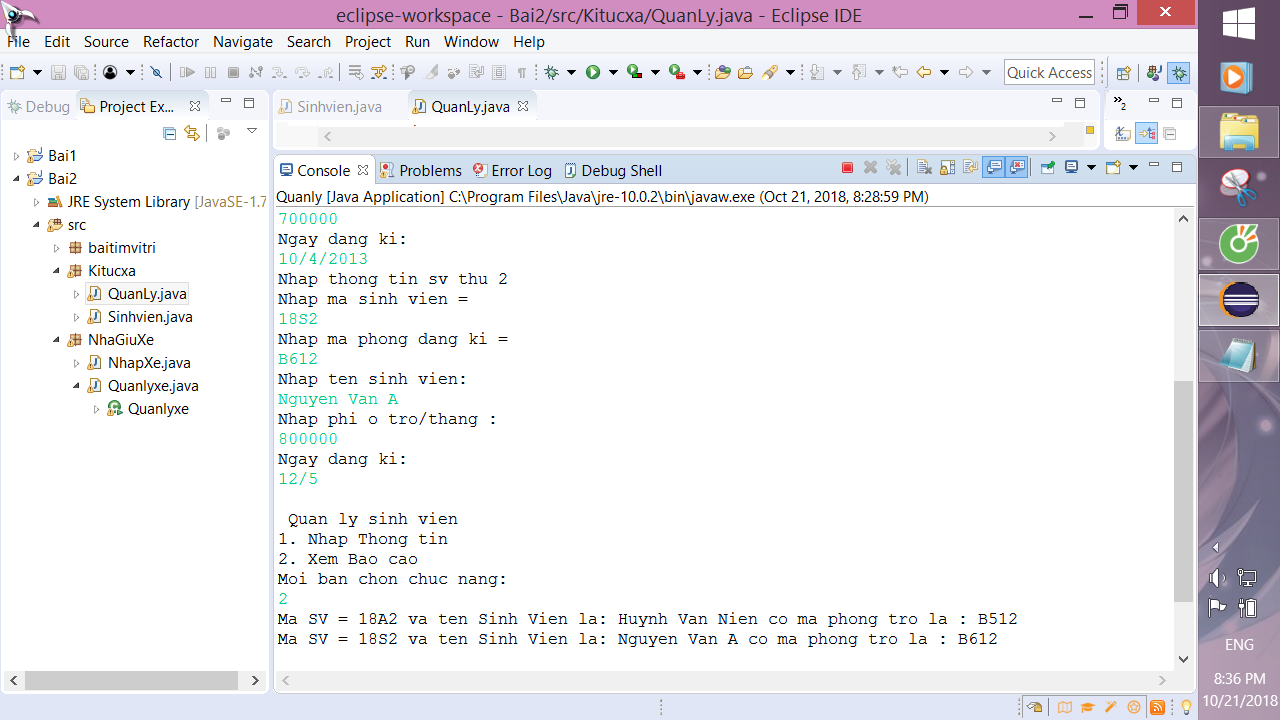 eclipse-workspace - Bai2/src/Kitucxa/QuanLy.java - Eclipse IDE
File Edit Source Refactor Navigate Search Project Run Window Help
Quick Access
Debug Project Ex...
Sinhvien.java QuanLy.java
»2
Bai1
Bai2
JRE System Library [JavaSE-1.7
src
baitimvitri
Kitucxa
QuanLy.java
Sinhvien.java
NhaGiuXe
NhapXe.java
Quanlyxe.java
Quanlyxe
Console Problems Error Log Debug Shell
Quanly [Java Application] C:\Program Files\Java\jre-10.0.2\bin\javaw.exe (Oct 21, 2018, 8:28:59 PM)
700000
Ngay dang ki:
10/4/2013
Nhap thong tin sv thu 2
Nhap ma sinh vien =
18S2
Nhap ma phong dang ki =
B612
Nhap ten sinh vien:
Nguyen Van A
Nhap phi o tro/thang :
800000
Ngay dang ki:
12/5
Quan ly sinh vien
1. Nhap Thong tin
2. Xem Bao cao
Moi ban chon chuc nang:
2
Ma SV = 18A2 va ten Sinh Vien la: Huynh Van Nien co ma phong tro la : B512
Ma SV = 18S2 va ten Sinh Vien la: Nguyen Van A co ma phong tro la : B612
ENG
8:36 PM
10/21/2018